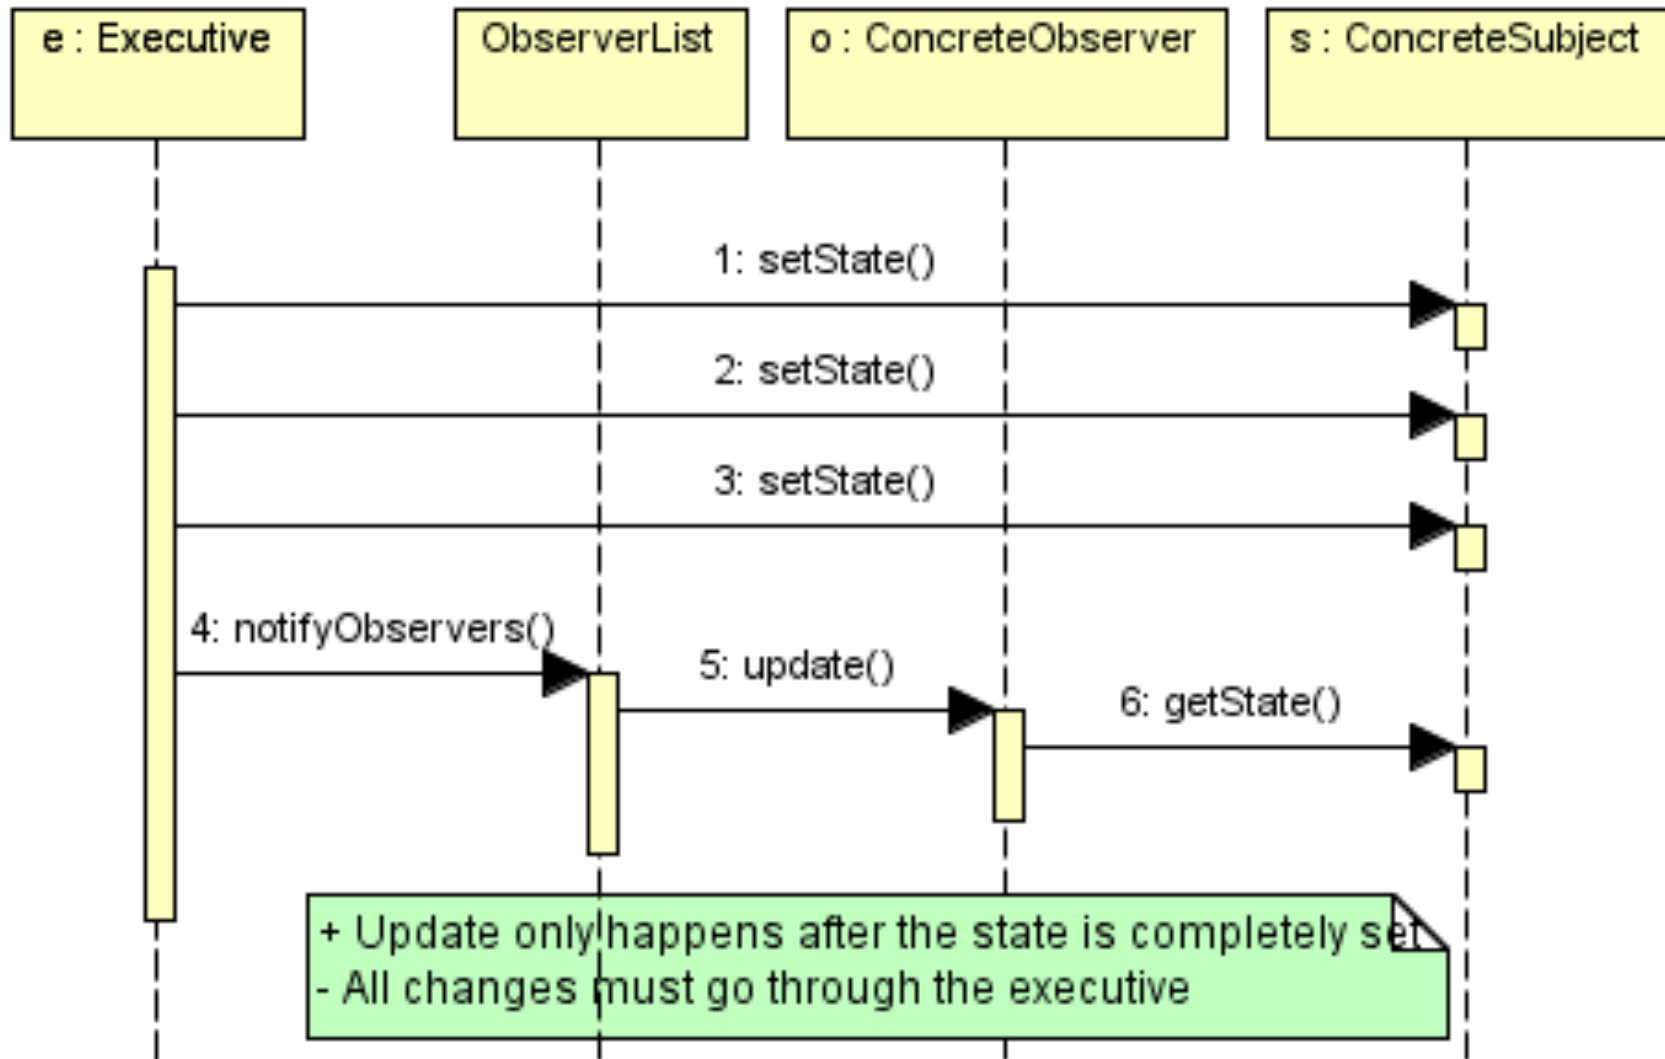 e : Executive
ObserverList
o : ConcreteObserver
s : ConcreteSubject
1: setState()
2: setState()
3: setState()
4: notifyObservers()
5: update()
6: getState()
+ Update only happens after the state is completely set
- All changes must go through the executive